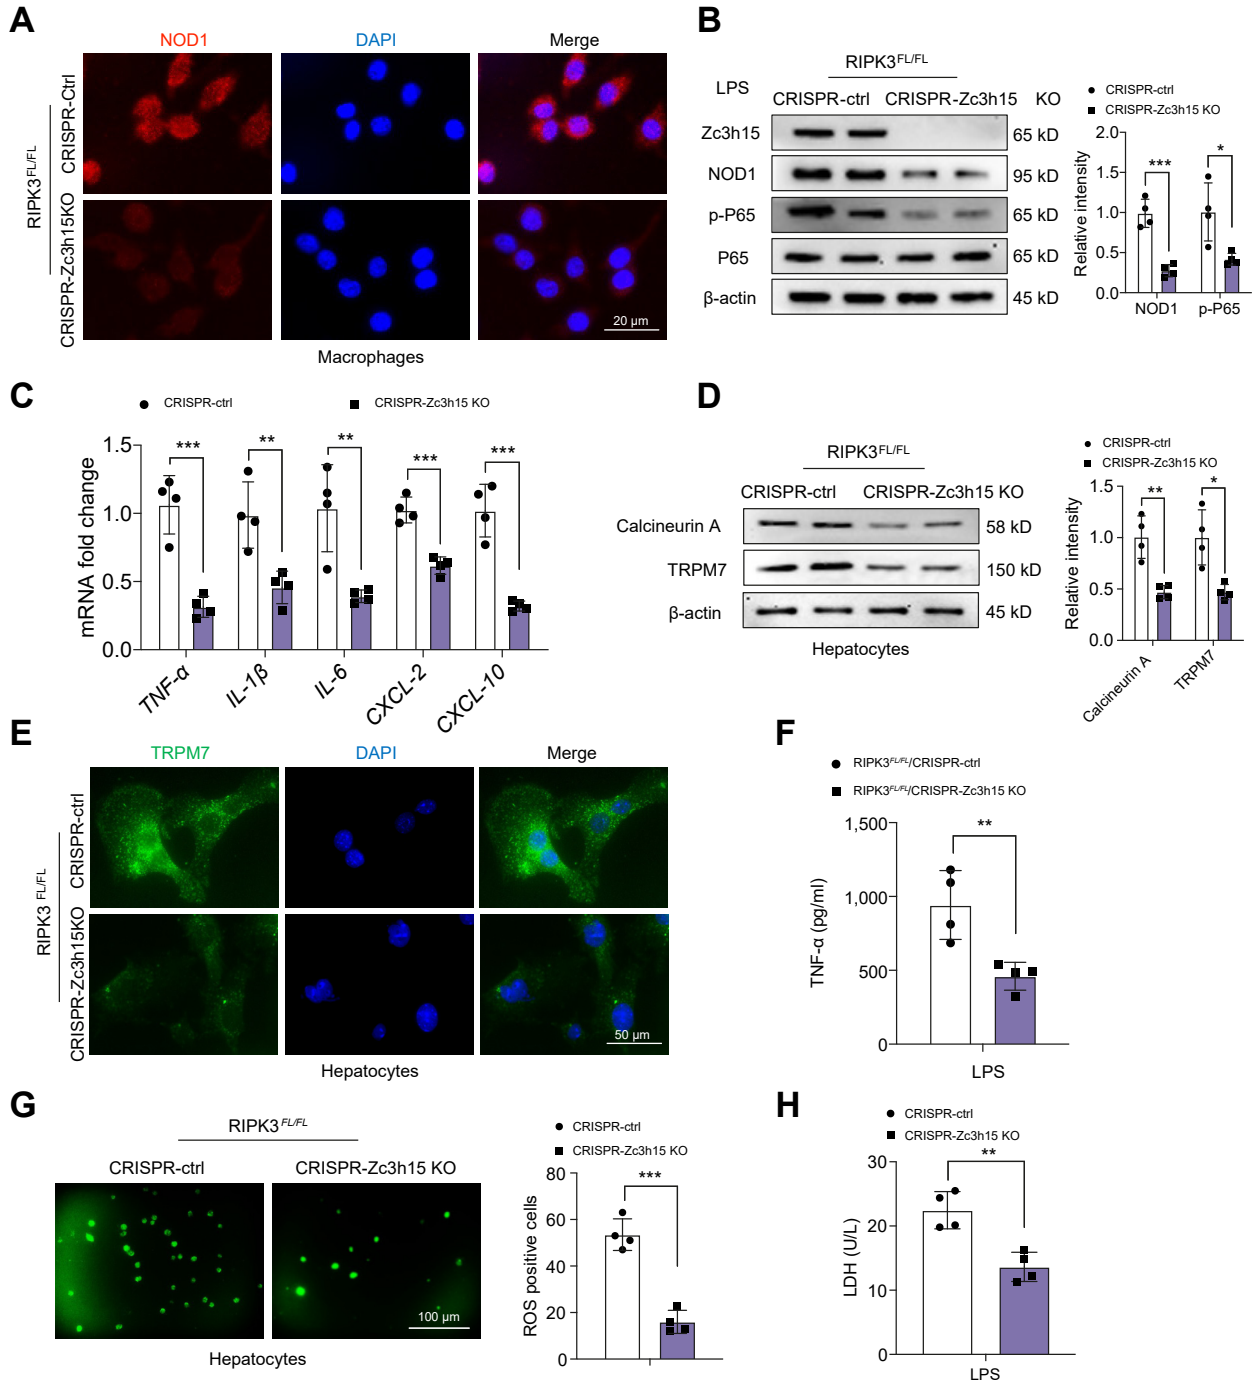 A
NOD1 DAPI Merge
RIPK3FL/FL
CRISPR-Ctrl
CRISPR-Zc3h15KO
20 µm
Macrophages
B
RIPK3FL/FL
LPS CRISPR-ctrl CRISPR-Zc3h15 KO
Zc3h15 65 kD
NOD1 95 kD
p-P65 65 kD
P65 65 kD
β-actin 45 kD
CRISPR-ctrl
CRISPR-Zc3h15 KO
Relative intensity
2.0
1.5
1.0
0.5
0.0
*** *
NOD1 p-P65
C
CRISPR-ctrl CRISPR-Zc3h15 KO
mRNA fold change
1.5
1.0
0.5
0.0
*** ** ** *** ***
TNF-α IL-1β IL-6 CXCL-2 CXCL-10
D
RIPK3FL/FL
CRISPR-ctrl CRISPR-Zc3h15 KO
Calcineurin A 58 kD
TRPM7 150 kD
β-actin 45 kD
Hepatocytes
CRISPR-ctrl
CRISPR-Zc3h15 KO
Relative intensity
1.5
1.0
0.5
0.0
** *
Calcineurin A TRPM7
E
TRPM7 DAPI Merge
RIPK3 FL/FL
CRISPR-ctrl
CRISPR-Zc3h15KO
50 µm
Hepatocytes
F
RIPK3FL/FL/CRISPR-ctrl
RIPK3FL/FL/CRISPR-Zc3h15 KO
TNF-α (pg/ml)
1,500
1,000
500
0
**
LPS
G
RIPK3FL/FL
CRISPR-ctrl CRISPR-Zc3h15 KO
100 µm
Hepatocytes
CRISPR-ctrl
CRISPR-Zc3h15 KO
ROS positive cells
80
60
40
20
0
***
H
CRISPR-ctrl
CRISPR-Zc3h15 KO
LDH (U/L)
30
20
10
0
**
LPS